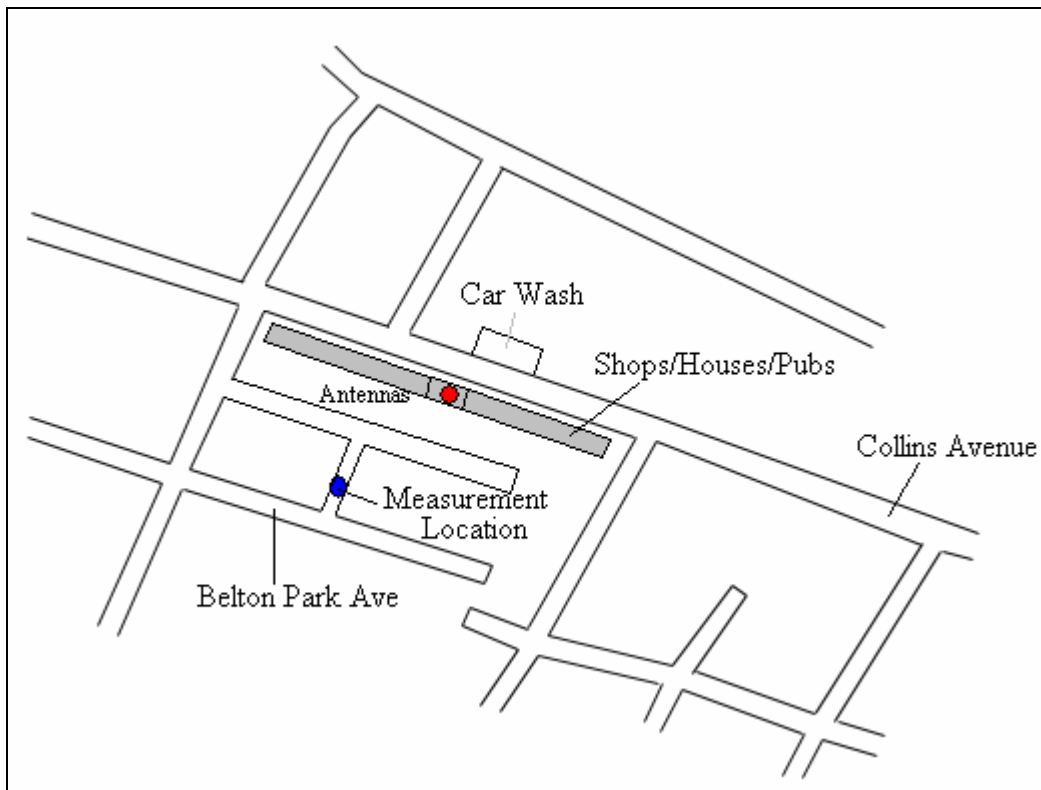 Car Wash
Shops/Houses/Pubs
Antennas
Collins Avenue
Measurement
Location
Belton Park Ave